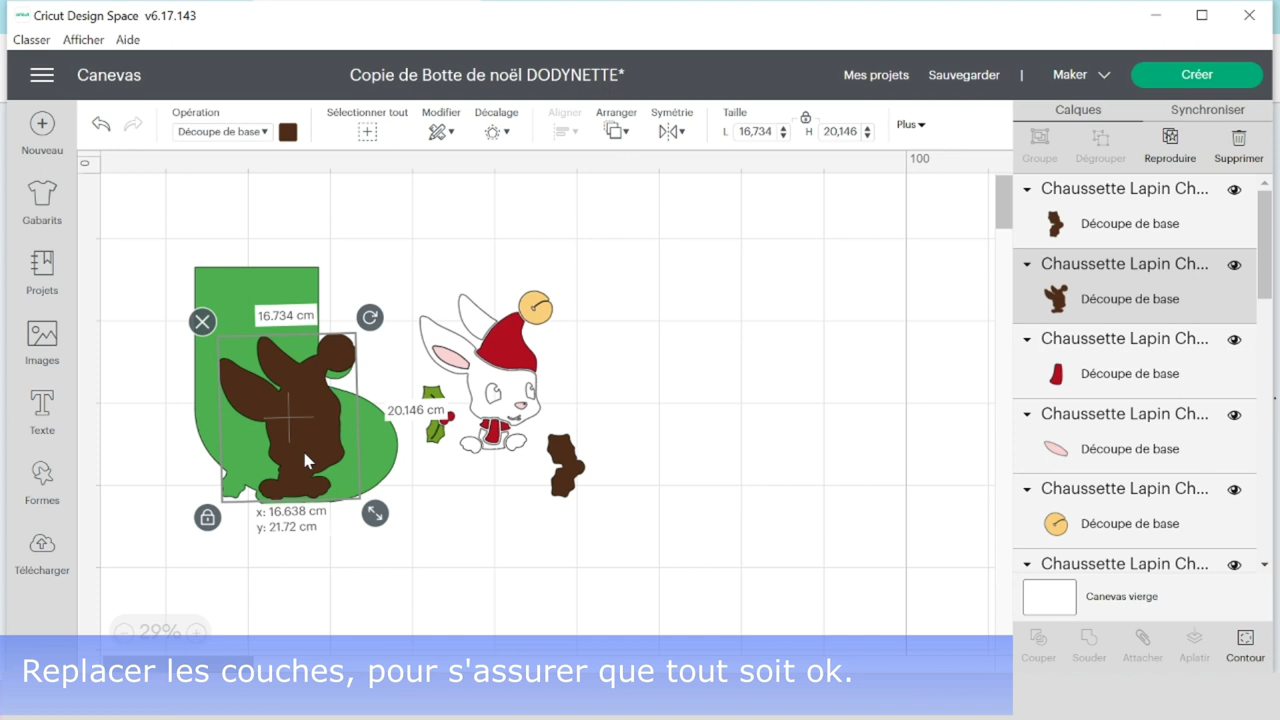 Cricut Design Space v6.17.143
Classer Afficher Aide
Canevas
Copie de Botte de noël DODYNETTE*
Mes projets Sauvegarder | Maker Créer
Opération
Découpe de base
Sélectionner tout
Modifier
Décalage
Aligner
Arranger
Symétrie
Taille
L 16,734 H 20,146
Plus
Calques Synchroniser
Groupe Dégrouper Reproduire Supprimer
Nouveau
Gabarits
Projets
Images
Texte
Formes
Télécharger
0
100
16.734 cm
20.146 cm
x: 16.638 cm
y: 21.72 cm
29%
Chaussette Lapin Ch...
Découpe de base
Chaussette Lapin Ch...
Découpe de base
Chaussette Lapin Ch...
Découpe de base
Chaussette Lapin Ch...
Découpe de base
Chaussette Lapin Ch...
Découpe de base
Chaussette Lapin Ch...
Canevas vierge
Couper Souder Attacher Aplatir Contour
Replacer les couches, pour s'assurer que tout soit ok.